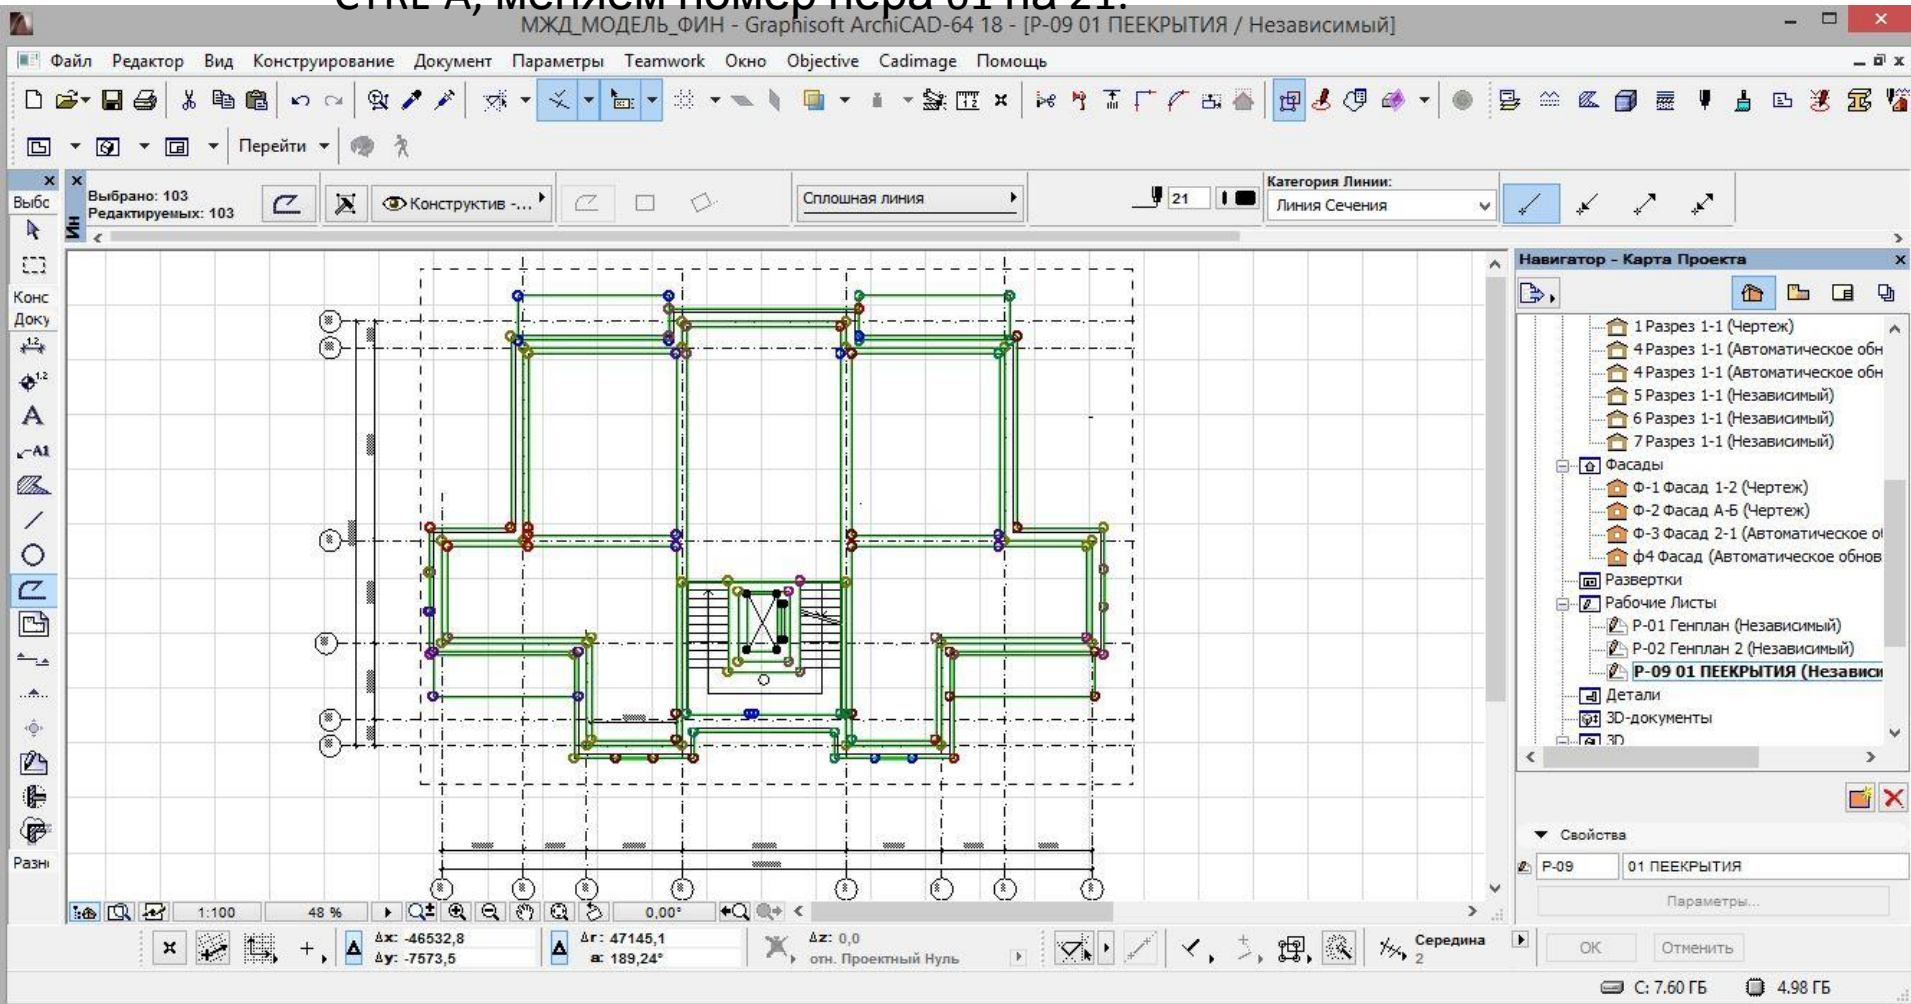 CTRL-A, меняем номер пера 61 на 21.
МЖД_МОДЕЛЬ_ФИН - Graphisoft ArchiCAD-64 18 - [Р-09 01 ПЕЕКРЫТИЯ / Независимый]
Файл Редактор Вид Конструирование Документ Параметры Teamwork Окно Objective Cadimage Помощь
Перейти
Выбс
Выбрано: 103
Редактируемых: 103
Конструктив -...
Сплошная линия
21
Категория Линии:
Линия Сечения
Ин
Конс
Доку
Разні
Навигатор - Карта Проекта
1 Разрез 1-1 (Чертеж)
4 Разрез 1-1 (Автоматическое обн
4 Разрез 1-1 (Автоматическое обн
5 Разрез 1-1 (Независимый)
6 Разрез 1-1 (Независимый)
7 Разрез 1-1 (Независимый)
Фасады
Ф-1 Фасад 1-2 (Чертеж)
Ф-2 Фасад А-Б (Чертеж)
Ф-3 Фасад 2-1 (Автоматическое о
ф4 Фасад (Автоматическое обнов
Развертки
Рабочие Листы
Р-01 Генплан (Независимый)
Р-02 Генплан 2 (Независимый)
Р-09 01 ПЕЕКРЫТИЯ (Независи
Детали
3D-документы
3D
Свойства
Р-09 01 ПЕЕКРЫТИЯ
Параметры...
1:100 48 % 0,00°
Δx: -46532,8
Δy: -7573,5
Δr: 47145,1
a: 189,24°
Δz: 0,0
отн. Проектный Нуль
Середина
2
ОК Отменить
C: 7.60 ГБ 4.98 ГБ